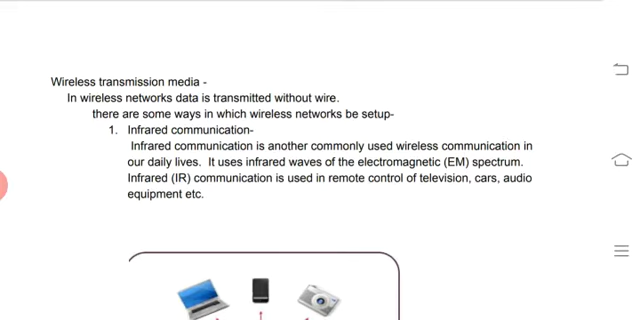 Wireless transmission media -
In wireless networks data is transmitted without wire.
there are some ways in which wireless networks be setup-
1. Infrared communication-
Infrared communication is another commonly used wireless communication in
our daily lives. It uses infrared waves of the electromagnetic (EM) spectrum.
Infrared (IR) communication is used in remote control of television, cars, audio
equipment etc.